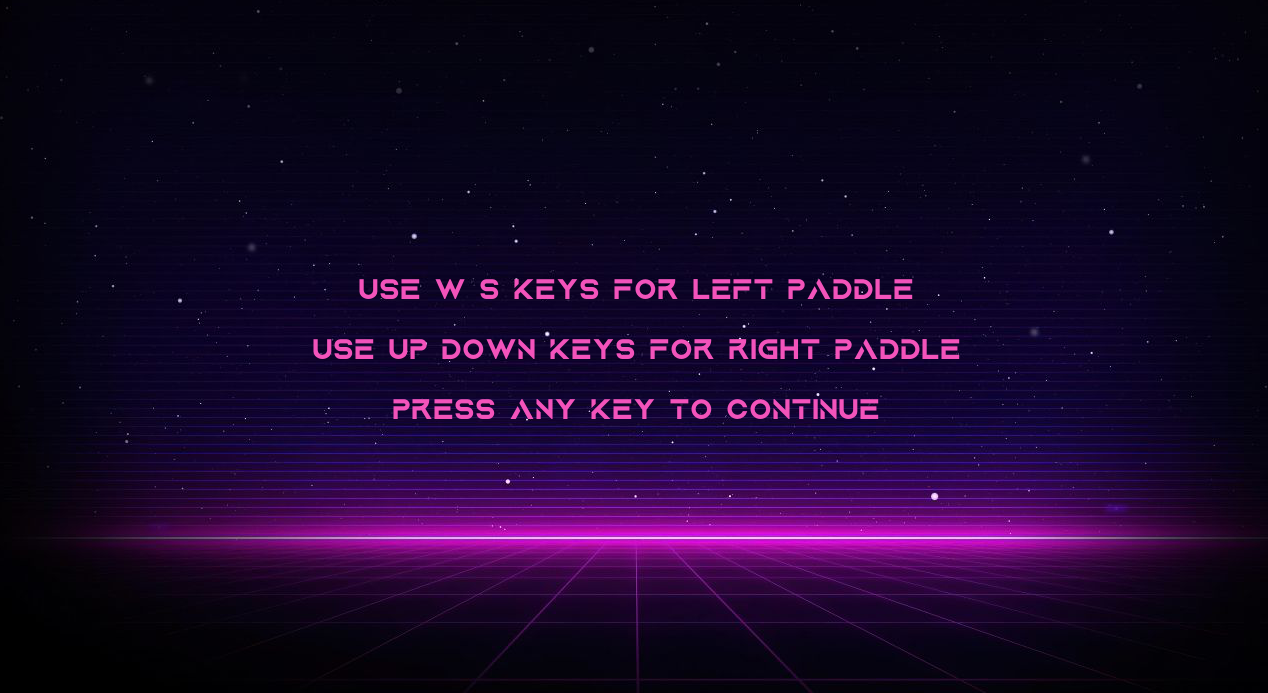 USE W S KEYS FOR LEFT PADDLE
USE UP DOWN KEYS FOR RIGHT PADDLE
PRESS ANY KEY TO CONTINUE